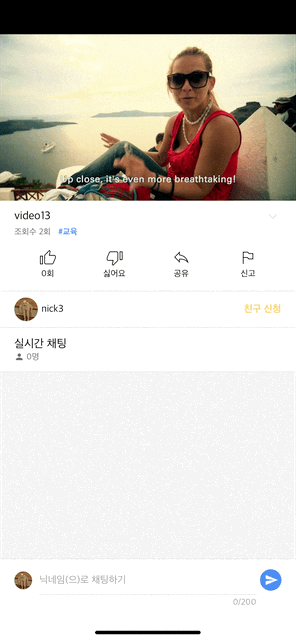 Up close, it's even more breathtaking!
video13
조회수 2회 #교육
0회 싫어요 공유 신고
nick3 친구 신청
실시간 채팅
0명
닉네임(으)로 채팅하기
0/200